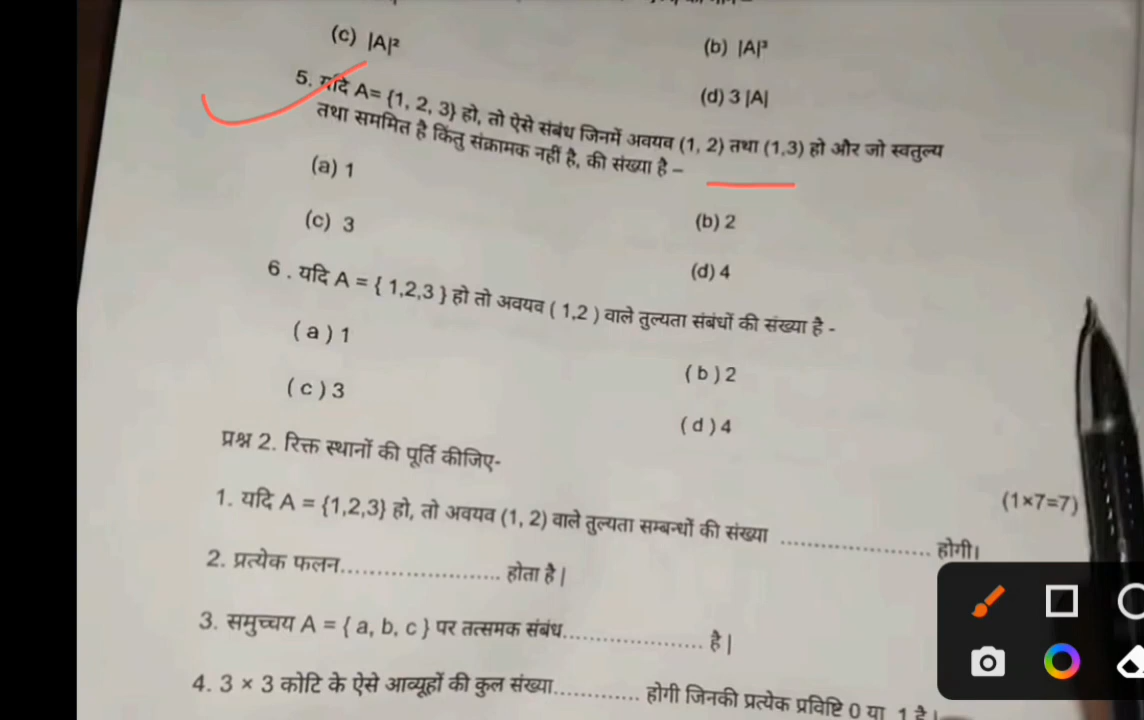 (c) |A|²
(b) |A|³
(d) 3 |A|
5. यदि A= {1, 2, 3} हो, तो ऐसे संबंध जिनमें अवयव (1, 2) तथा (1,3) हो और जो स्वतुल्य
तथा सममित है किंतु संक्रामक नहीं है, की संख्या है –
(a) 1
(b) 2
(c) 3
(d) 4
6 . यदि A = { 1,2,3 } हो तो अवयव ( 1,2 ) वाले तुल्यता संबंधों की संख्या है -
( a ) 1
( b ) 2
( c ) 3
( d ) 4
प्रश्न 2. रिक्त स्थानों की पूर्ति कीजिए-
(1×7=7)
1. यदि A = {1,2,3} हो, तो अवयव (1, 2) वाले तुल्यता सम्बन्धों की संख्या ........................ होगी।
2. प्रत्येक फलन........................ होता है |
3. समुच्चय A = { a, b, c } पर तत्समक संबंध..................... है |
4. 3 × 3 कोटि के ऐसे आव्यूहों की कुल संख्या............. होगी जिनकी प्रत्येक प्रविष्टि 0 या 1 है।